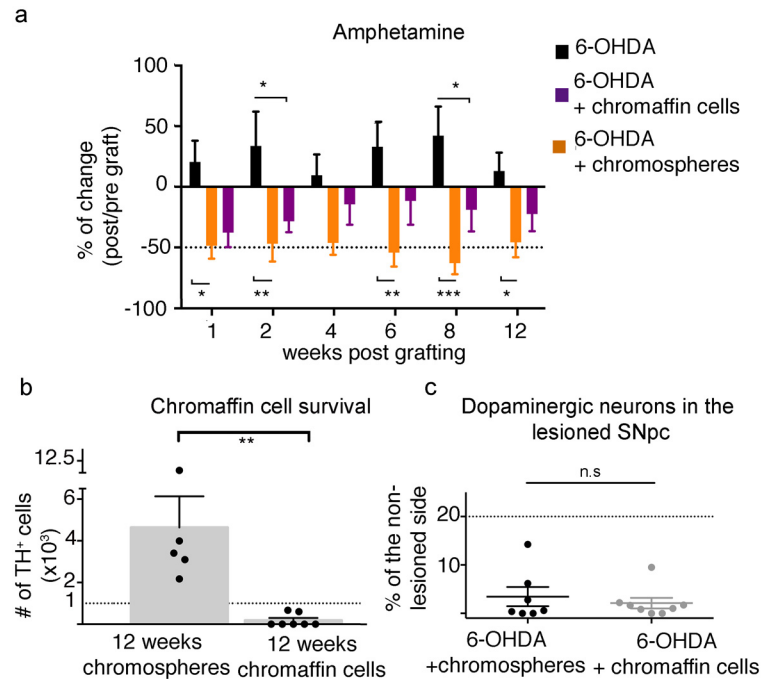 a
Amphetamine
6-OHDA
6-OHDA
+ chromaffin cells
6-OHDA
+ chromospheres
% of change
(post/pre graft)
100
50
0
-50
-100
*
*
*
**
**
***
*
1 2 4 6 8 12
weeks post grafting
b
Chromaffin cell survival
**
# of TH⁺ cells
(x10³)
12.5
6
4
2
1
12 weeks
chromospheres
12 weeks
chromaffin cells
c
Dopaminergic neurons in the
lesioned SNpc
n.s
% of the non-
lesioned side
20
10
6-OHDA
+chromospheres
6-OHDA
+ chromaffin cells